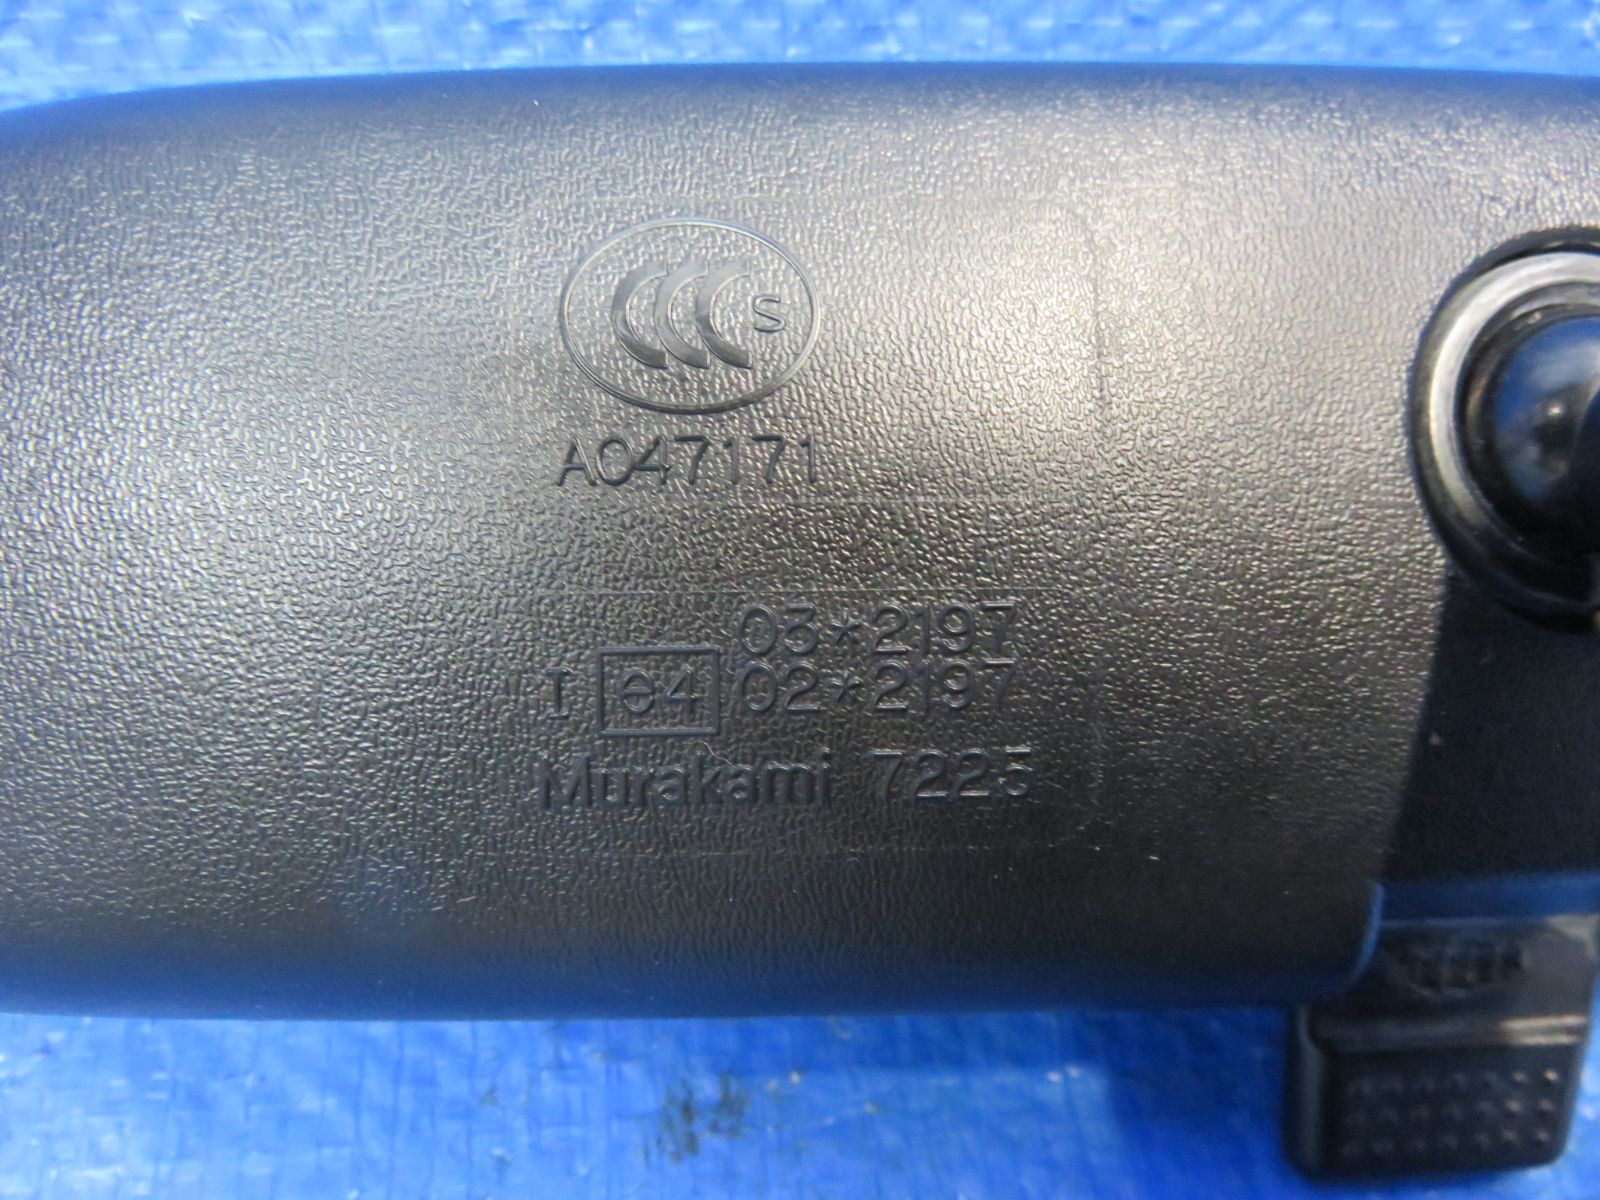 CCC S
A047171
03*2197
I e4 02*2197
Murakami 7225